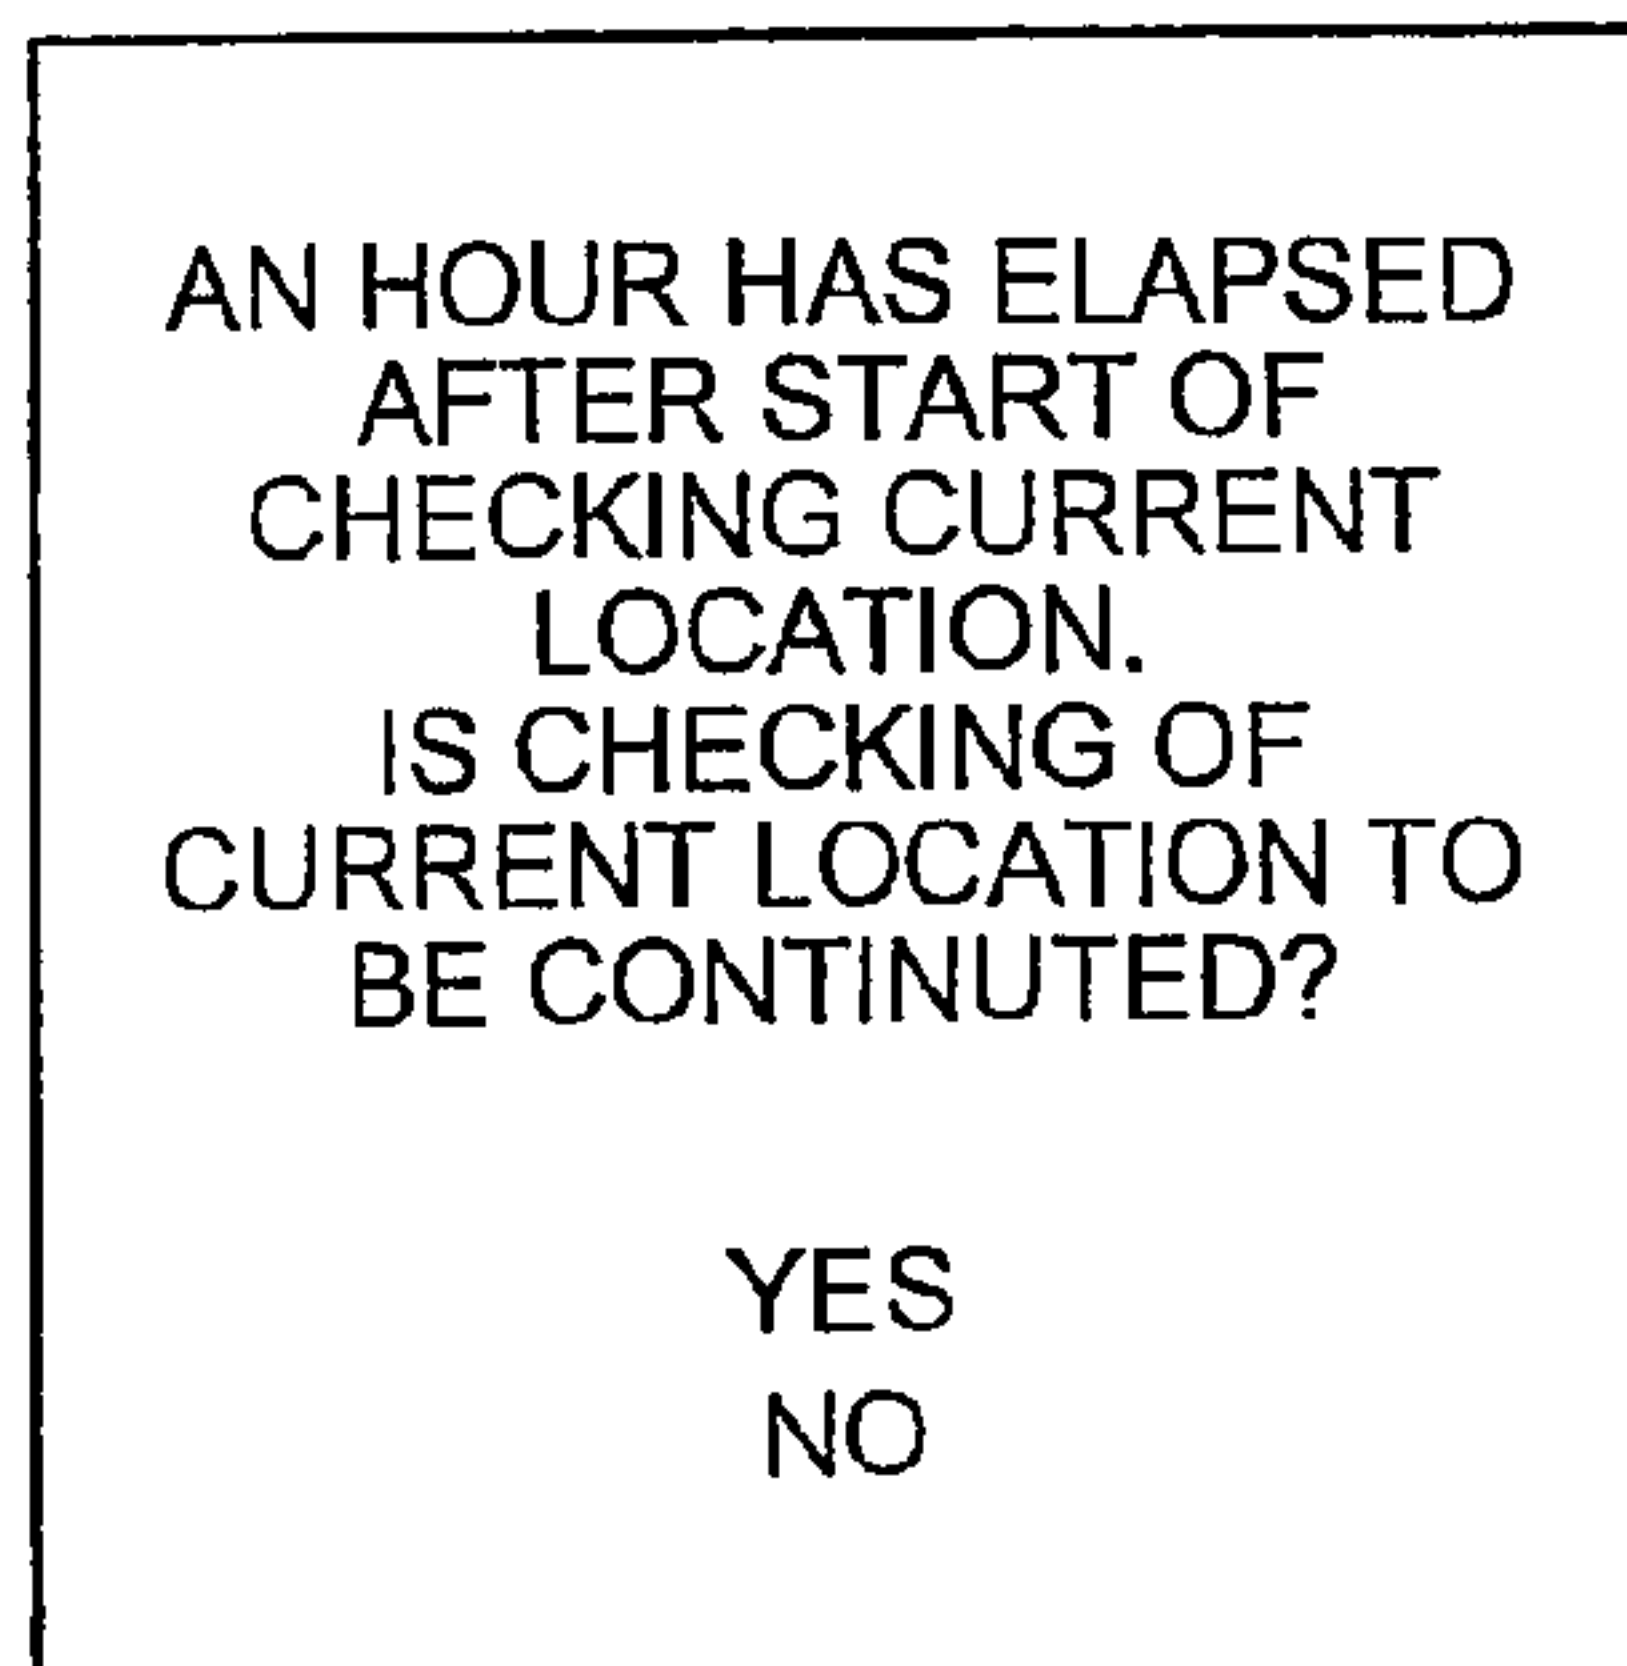 AN HOUR HAS ELAPSED
AFTER START OF
CHECKING CURRENT
LOCATION.
IS CHECKING OF
CURRENT LOCATION TO
BE CONTINUTED?
YES
NO